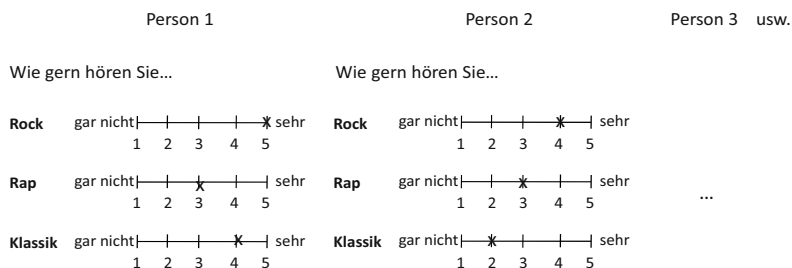 Person 1 Person 2 Person 3 usw.
Wie gern hören Sie... Wie gern hören Sie...
Rock gar nicht sehr Rock gar nicht sehr
1 2 3 4 5 1 2 3 4 5
Rap gar nicht sehr Rap gar nicht sehr ...
1 2 3 4 5 1 2 3 4 5
Klassik gar nicht sehr Klassik gar nicht sehr
1 2 3 4 5 1 2 3 4 5